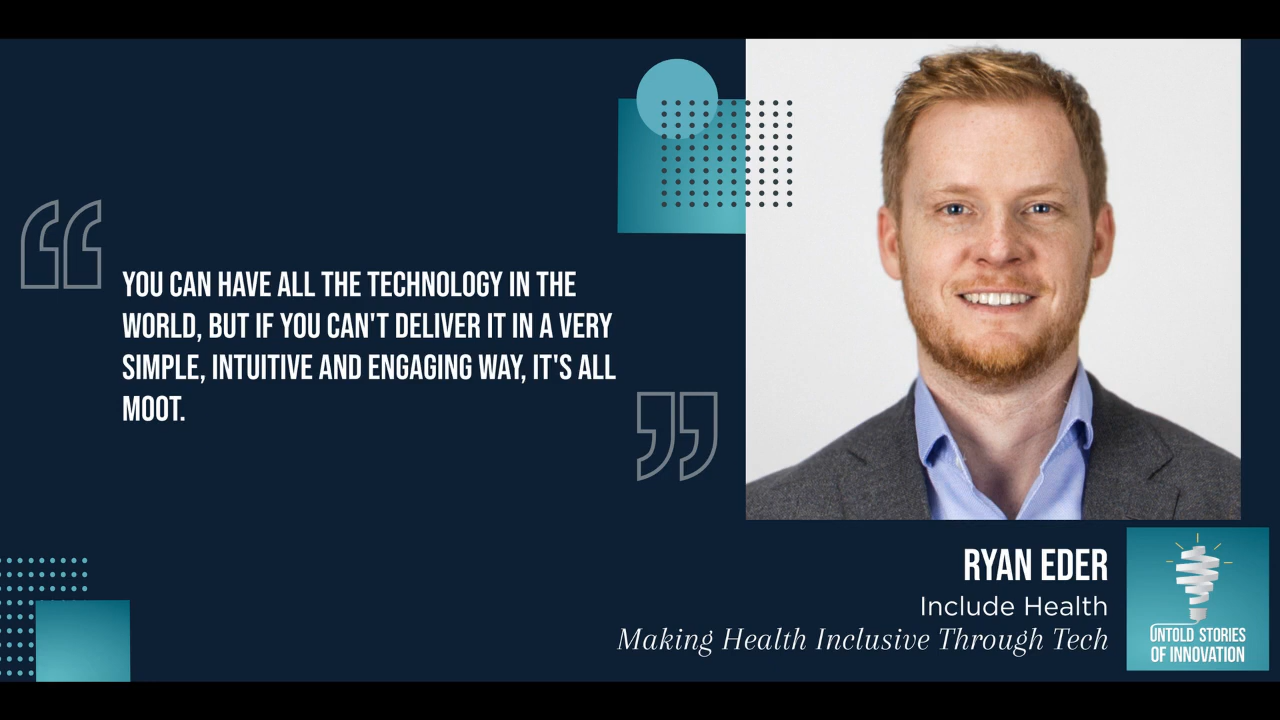 YOU CAN HAVE ALL THE TECHNOLOGY IN THE
WORLD, BUT IF YOU CAN'T DELIVER IT IN A VERY
SIMPLE, INTUITIVE AND ENGAGING WAY, IT'S ALL
MOOT.
RYAN EDER
Include Health
Making Health Inclusive Through Tech
UNTOLD STORIES
OF INNOVATION